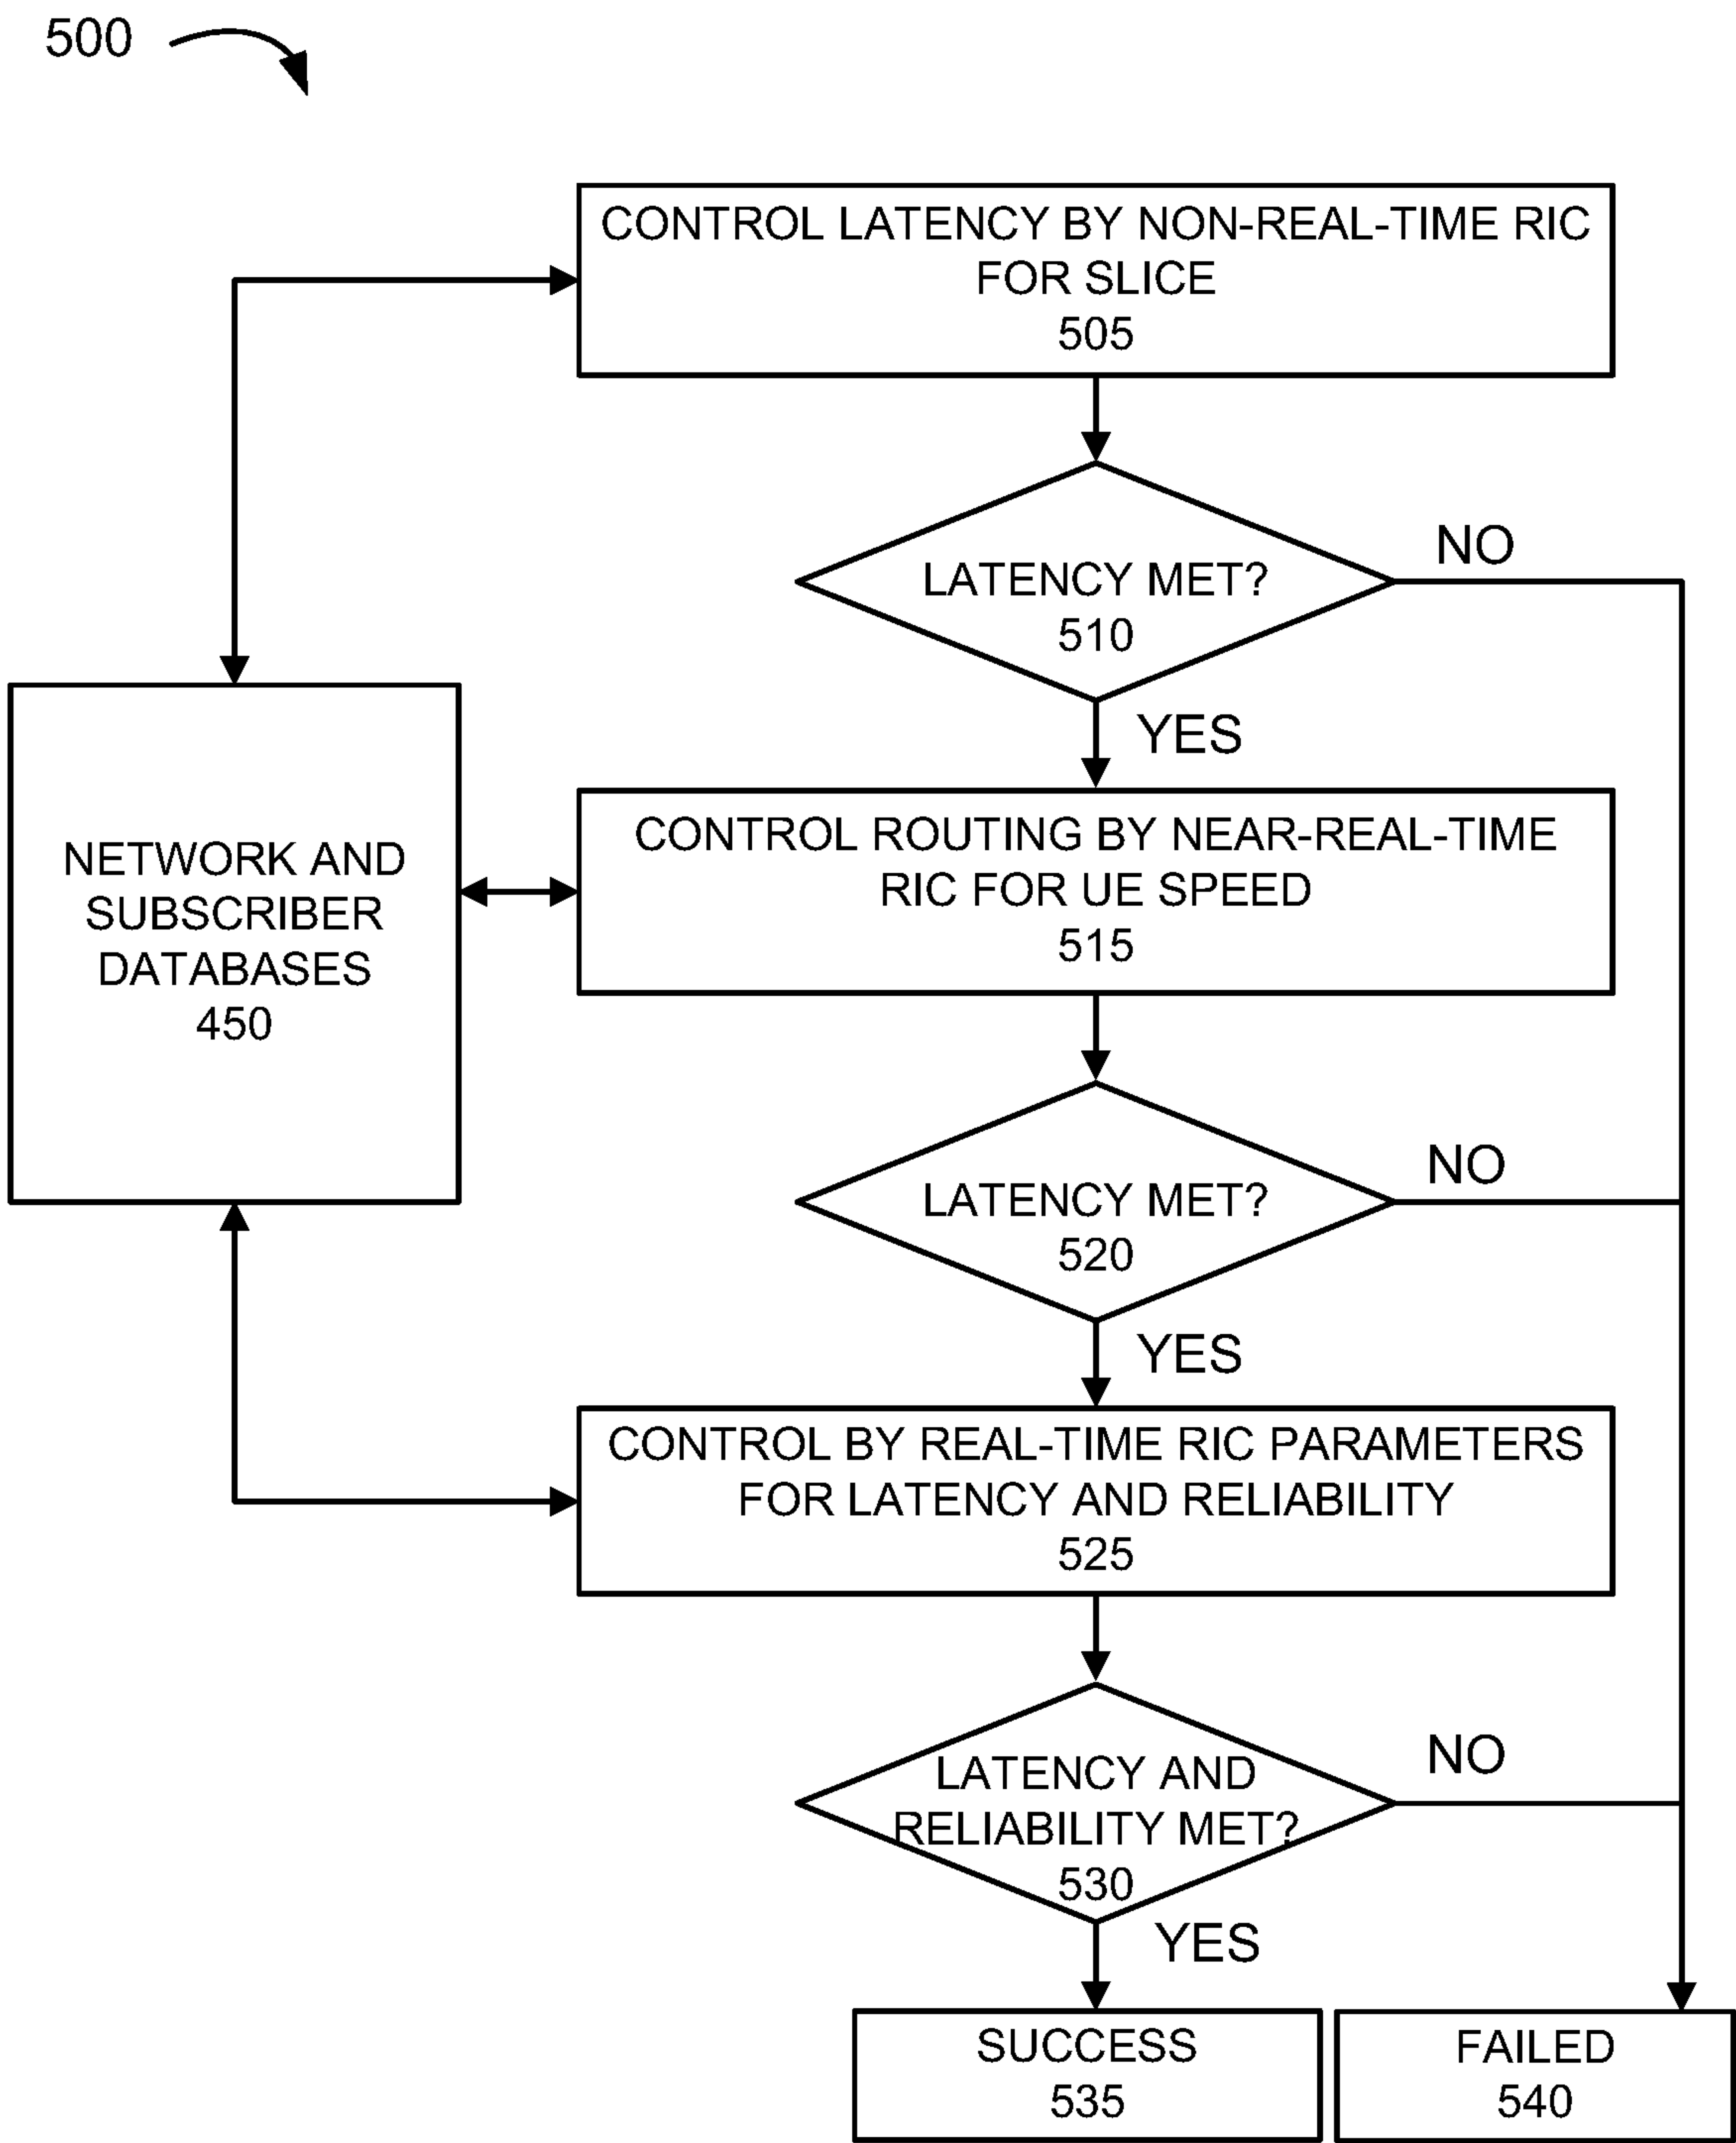 500
CONTROL LATENCY BY NON-REAL-TIME RIC
FOR SLICE
505
LATENCY MET?
510
NO
YES
NETWORK AND
SUBSCRIBER
DATABASES
450
CONTROL ROUTING BY NEAR-REAL-TIME
RIC FOR UE SPEED
515
LATENCY MET?
520
NO
YES
CONTROL BY REAL-TIME RIC PARAMETERS
FOR LATENCY AND RELIABILITY
525
LATENCY AND
RELIABILITY MET?
530
NO
YES
SUCCESS
535
FAILED
540